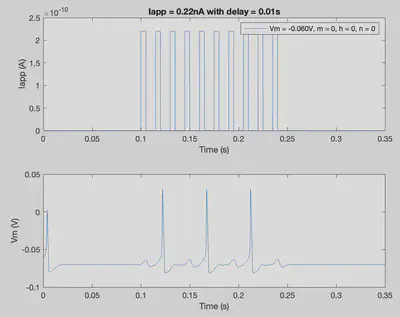 Iapp = 0.22nA with delay = 0.01s
×10⁻¹⁰
2.5
2
1.5
1
0.5
0
Iapp (A)
Vm = -0.060V, m = 0, h = 0, n = 0
0 0.05 0.1 0.15 0.2 0.25 0.3 0.35
Time (s)
0.05
0
-0.05
-0.1
Vm (V)
0 0.05 0.1 0.15 0.2 0.25 0.3 0.35
Time (s)